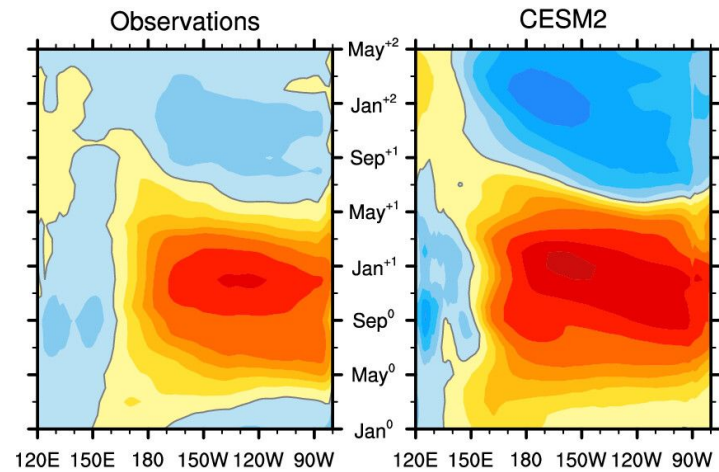 Observations CESM2
May+2
Jan+2
Sep+1
May+1
Jan+1
Sep0
May0
Jan0
120E 150E 180 150W 120W 90W 120E 150E 180 150W 120W 90W